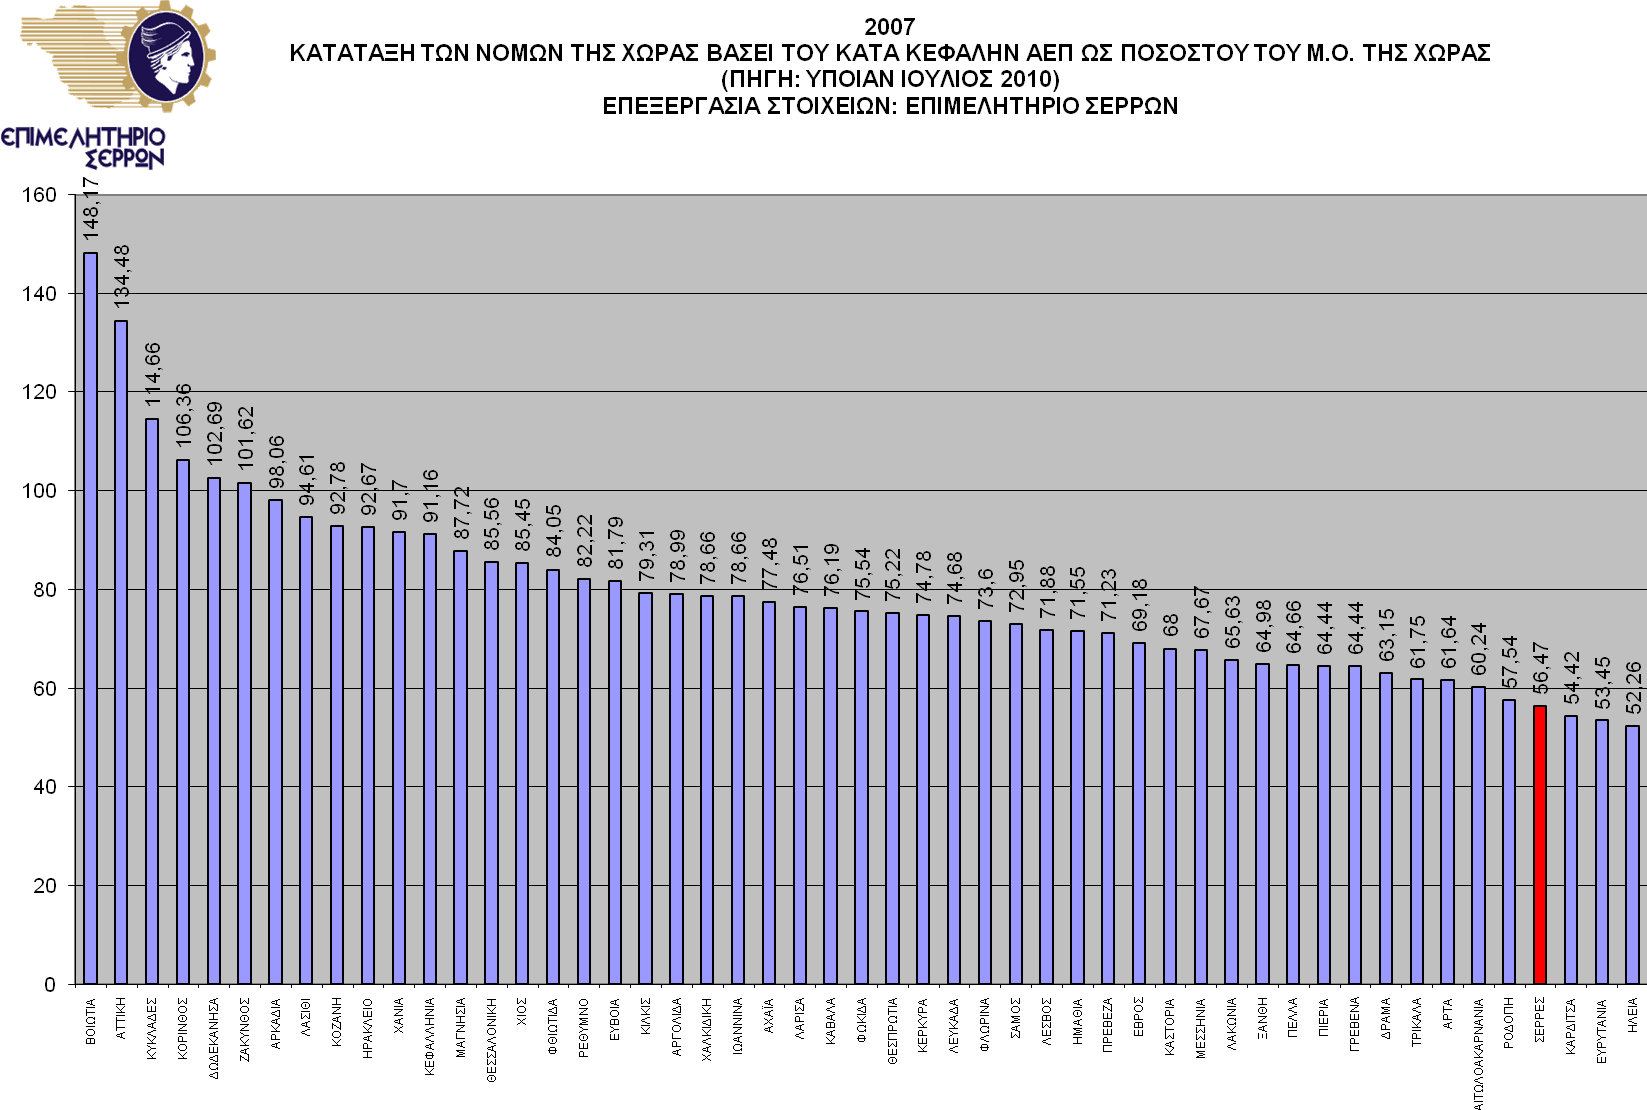 2007
ΚΑΤΑΤΑΞΗ ΤΩΝ ΝΟΜΩΝ ΤΗΣ ΧΩΡΑΣ ΒΑΣΕΙ ΤΟΥ ΚΑΤΑ ΚΕΦΑΛΗΝ ΑΕΠ ΩΣ ΠΟΣΟΣΤΟΥ ΤΟΥ Μ.Ο. ΤΗΣ ΧΩΡΑΣ
(ΠΗΓΗ: ΥΠΟΙΑΝ ΙΟΥΛΙΟΣ 2010)
ΕΠΕΞΕΡΓΑΣΙΑ ΣΤΟΙΧΕΙΩΝ: ΕΠΙΜΕΛΗΤΗΡΙΟ ΣΕΡΡΩΝ
ΕΠΙΜΕΛΗΤΗΡΙΟ
ΣΕΡΡΩΝ
160
140
120
100
80
60
40
20
0
148,17
134,48
114,66
106,36
102,69
101,62
98,06
94,61
92,78
92,67
91,7
91,16
87,72
85,56
85,45
84,05
82,22
81,79
79,31
78,99
78,66
78,66
77,48
76,51
76,19
75,54
75,22
74,78
74,68
73,6
72,95
71,88
71,55
71,23
69,18
68
67,67
65,63
64,98
64,66
64,44
64,44
63,15
61,75
61,64
60,24
57,54
56,47
54,42
53,45
52,26
ΒΟΙΩΤΙΑ
ΑΤΤΙΚΗ
ΚΥΚΛΑΔΕΣ
ΚΟΡΙΝΘΟΣ
ΔΩΔΕΚΑΝΗΣΑ
ΖΑΚΥΝΘΟΣ
ΑΡΚΑΔΙΑ
ΛΑΣΙΘΙ
ΚΟΖΑΝΗ
ΗΡΑΚΛΕΙΟ
ΧΑΝΙΑ
ΚΕΦΑΛΛΗΝΙΑ
ΜΑΓΝΗΣΙΑ
ΘΕΣΣΑΛΟΝΙΚΗ
ΧΙΟΣ
ΦΘΙΩΤΙΔΑ
ΡΕΘΥΜΝΟ
ΕΥΒΟΙΑ
ΚΙΛΚΙΣ
ΑΡΓΟΛΙΔΑ
ΧΑΛΚΙΔΙΚΗ
ΙΩΑΝΝΙΝΑ
ΑΧΑΪΑ
ΛΑΡΙΣΑ
ΚΑΒΑΛΑ
ΦΩΚΙΔΑ
ΘΕΣΠΡΩΤΙΑ
ΚΕΡΚΥΡΑ
ΛΕΥΚΑΔΑ
ΦΛΩΡΙΝΑ
ΣΑΜΟΣ
ΛΕΣΒΟΣ
ΗΜΑΘΙΑ
ΠΡΕΒΕΖΑ
ΕΒΡΟΣ
ΚΑΣΤΟΡΙΑ
ΜΕΣΣΗΝΙΑ
ΛΑΚΩΝΙΑ
ΞΑΝΘΗ
ΠΕΛΛΑ
ΠΙΕΡΙΑ
ΓΡΕΒΕΝΑ
ΔΡΑΜΑ
ΤΡΙΚΑΛΑ
ΑΡΤΑ
ΑΙΤΩΛΟΑΚΑΡΝΑΝΙΑ
ΡΟΔΟΠΗ
ΣΕΡΡΕΣ
ΚΑΡΔΙΤΣΑ
ΕΥΡΥΤΑΝΙΑ
ΗΛΕΙΑ